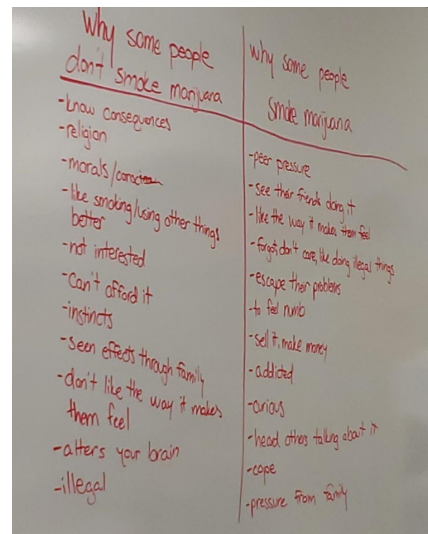 Why some people
don't smoke marijuana
-know consequences
-religion
-morals/
-like smoking/using other things
better
-not interested
-Can't afford it
-instincts
-seen effects through family
-don't like the way it makes
them feel
-alters your brain
-illegal
Why some people
smoke marijuana
-peer pressure
-see their friends doing it
-like the way it makes them feel
-forgot, don't care, like doing illegal things
-escape their problems
-to feel numb
-sell it, make money
-addicted
-curious
-head others talking about it
-cope
-pressure from family